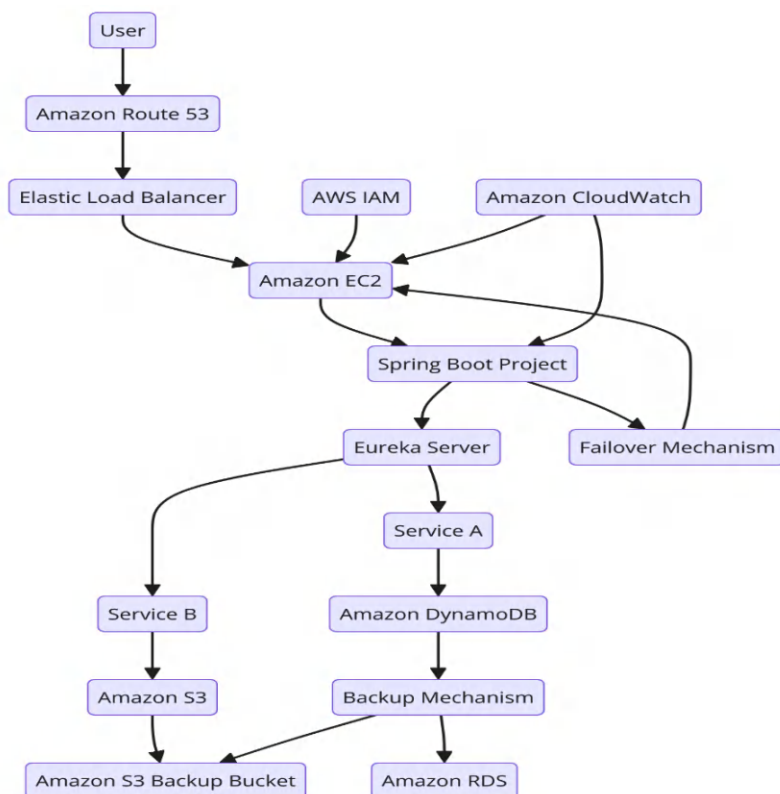 User
Amazon Route 53
Elastic Load Balancer
AWS IAM
Amazon CloudWatch
Amazon EC2
Spring Boot Project
Eureka Server
Failover Mechanism
Service A
Service B
Amazon DynamoDB
Amazon S3
Backup Mechanism
Amazon S3 Backup Bucket
Amazon RDS